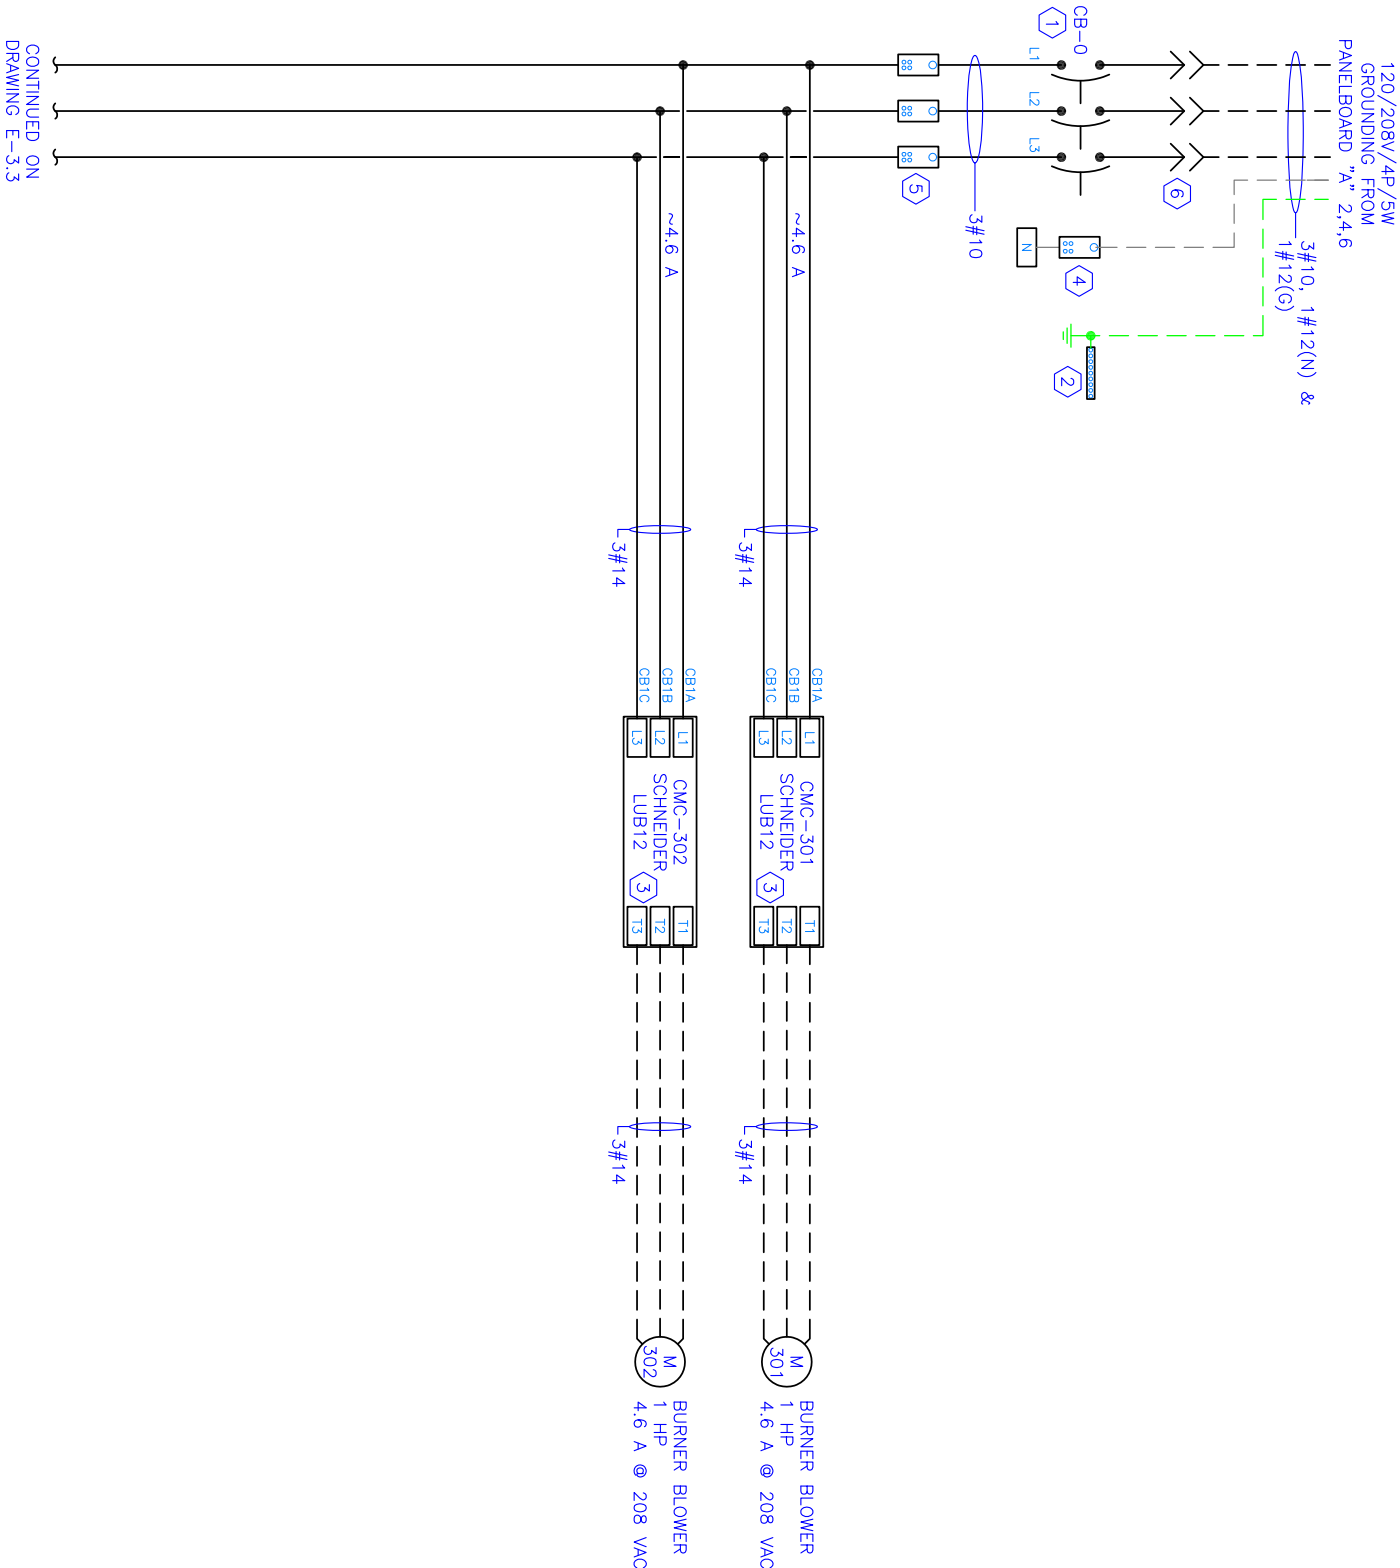 120/208V/4P/5W
GROUNDING FROM
PANELBOARD "A" 2,4,6
3#10, 1#12(N) &
1#12(G)
CB-0
1
L1
L2
L3
6
2
4
N
3#10
5
~4.6 A
3#14
CB1A
CB1B
CB1C
L1
L2
L3
CMC-301
SCHNEIDER
LUB12
3
T1
T2
T3
3#14
M
301
BURNER BLOWER
1 HP
4.6 A @ 208 VAC
~4.6 A
3#14
CB1A
CB1B
CB1C
L1
L2
L3
CMC-302
SCHNEIDER
LUB12
3
T1
T2
T3
3#14
M
302
BURNER BLOWER
1 HP
4.6 A @ 208 VAC
CONTINUED ON
DRAWING E-3.3